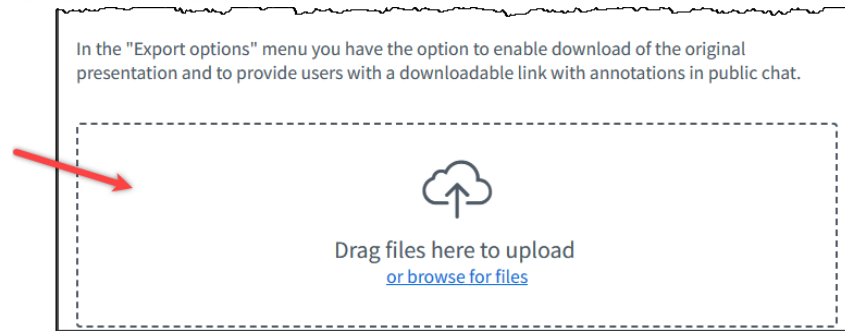 In the "Export options" menu you have the option to enable download of the original
presentation and to provide users with a downloadable link with annotations in public chat.
Drag files here to upload
or browse for files